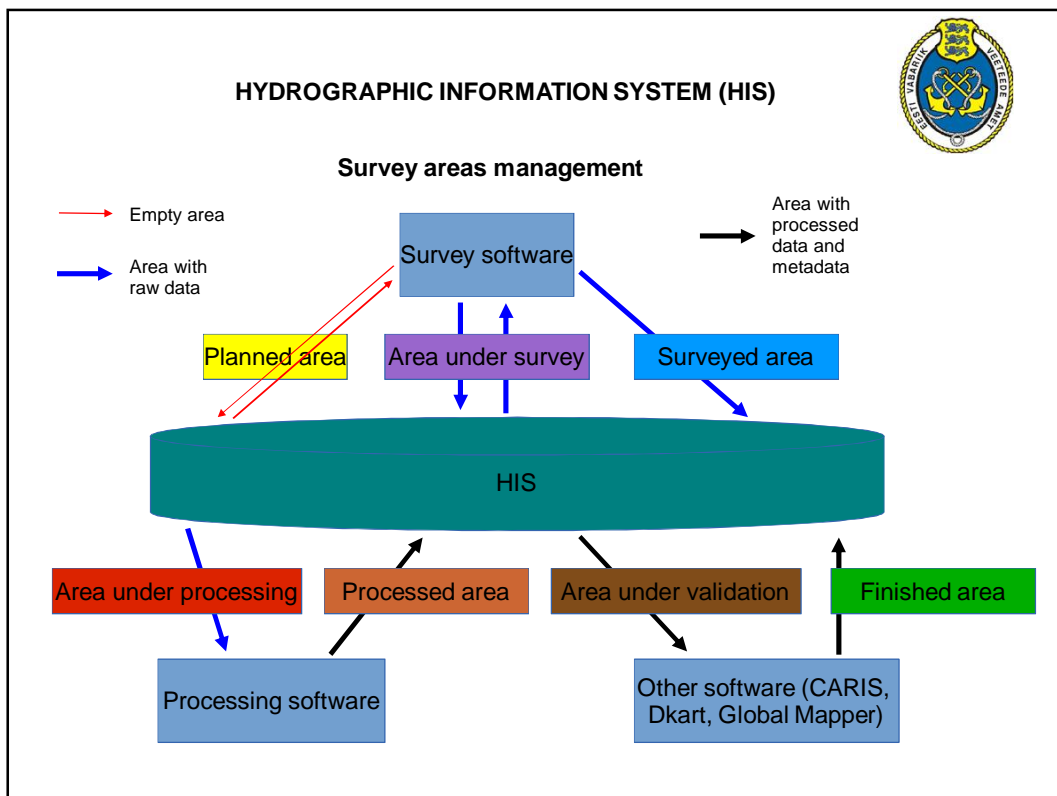 HYDROGRAPHIC INFORMATION SYSTEM (HIS)
EESTI VABARIIK VEETEEDE AMET
Survey areas management
Empty area
Area with
raw data
Area with
processed
data and
metadata
Survey software
Planned area
Area under survey
Surveyed area
HIS
Area under processing
Processed area
Area under validation
Finished area
Processing software
Other software (CARIS,
Dkart, Global Mapper)